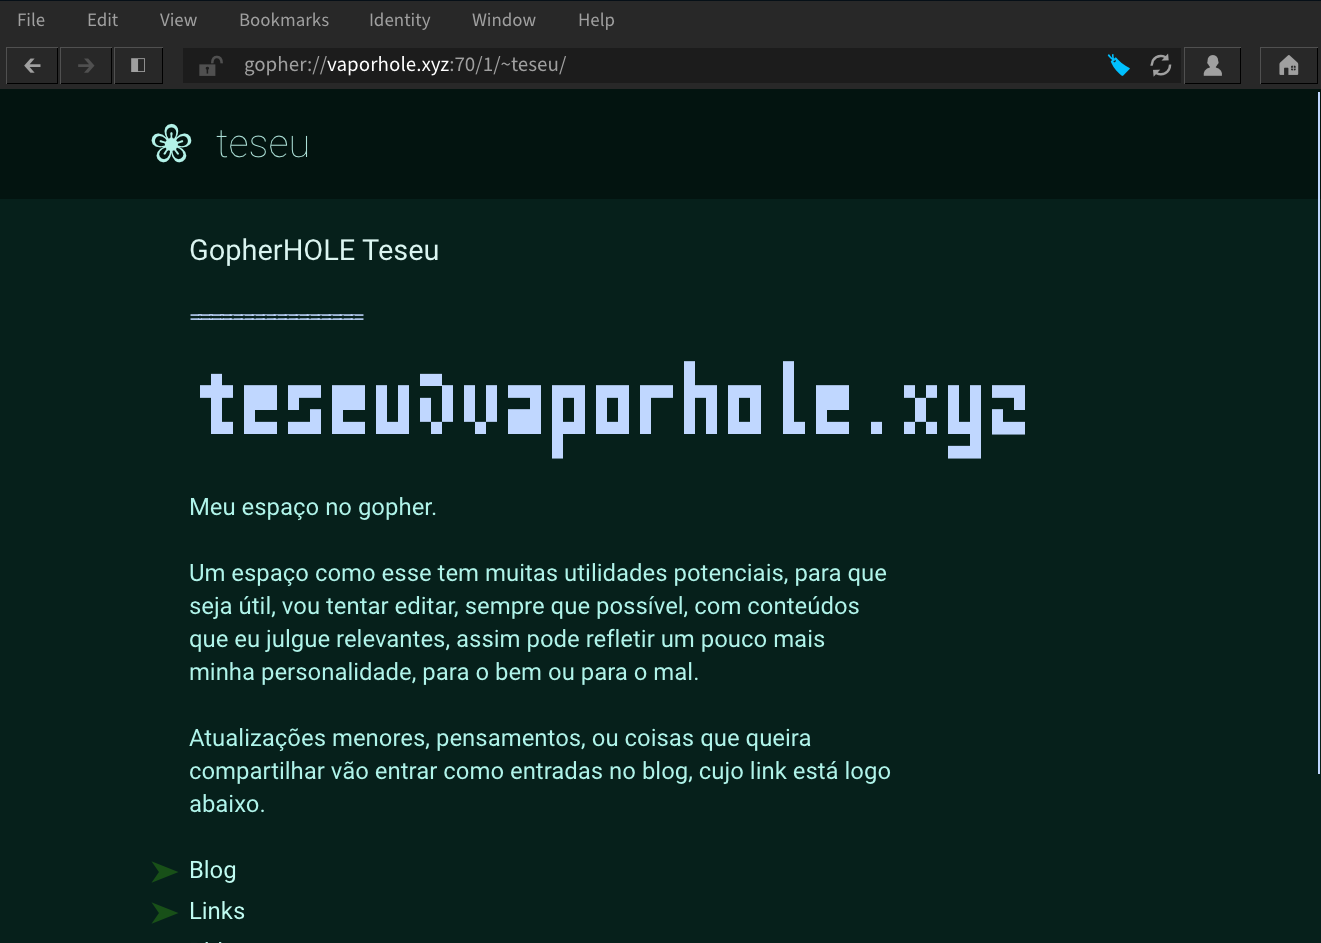 File Edit View Bookmarks Identity Window Help
gopher://vaporhole.xyz:70/1/~teseu/
teseu
GopherHOLE Teseu
================
teseu@vaporhole.xyz
Meu espaço no gopher.
Um espaço como esse tem muitas utilidades potenciais, para que
seja útil, vou tentar editar, sempre que possível, com conteúdos
que eu julgue relevantes, assim pode refletir um pouco mais
minha personalidade, para o bem ou para o mal.
Atualizações menores, pensamentos, ou coisas que queira
compartilhar vão entrar como entradas no blog, cujo link está logo
abaixo.
Blog
Links